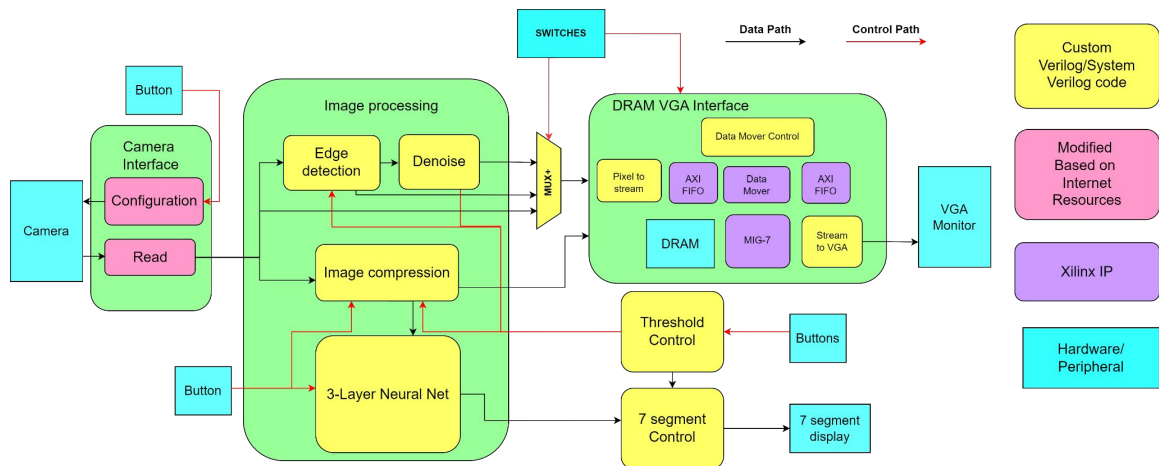 SWITCHES
Data Path
Control Path
Custom
Verilog/System
Verilog code
Button
Image processing
DRAM VGA Interface
Camera
Interface
Edge
detection
Denoise
MUX+
Data Mover Control
Pixel to
stream
AXI
FIFO
Data
Mover
AXI
FIFO
Modified
Based on
Internet
Resources
Configuration
Camera
Read
DRAM
MIG-7
Stream
to VGA
VGA
Monitor
Image compression
Xilinx IP
Threshold
Control
Buttons
Hardware/
Peripheral
Button
3-Layer Neural Net
7 segment
Control
7 segment
display